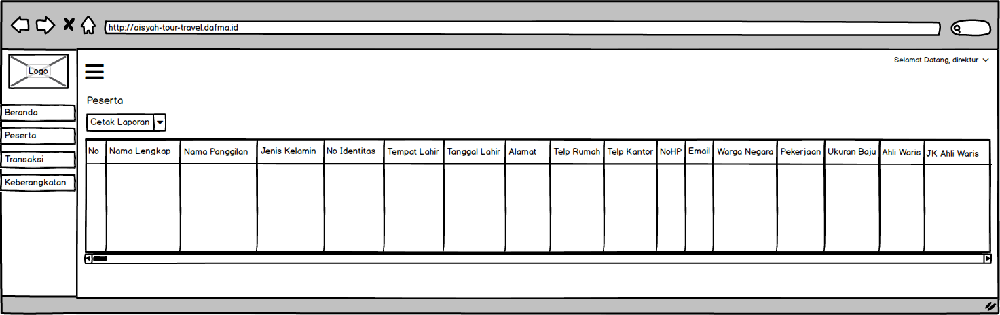 http://aisyah-tour-travel.dafma.id
Logo
Selamat Datang, direktur
Beranda
Peserta
Transaksi
Keberangkatan
Peserta
Cetak Laporan
No Nama Lengkap Nama Panggilan Jenis Kelamin No Identitas Tempat Lahir Tanggal Lahir Alamat Telp Rumah Telp Kantor NoHP Email Warga Negara Pekerjaan Ukuran Baju Ahli Waris JK Ahli Waris